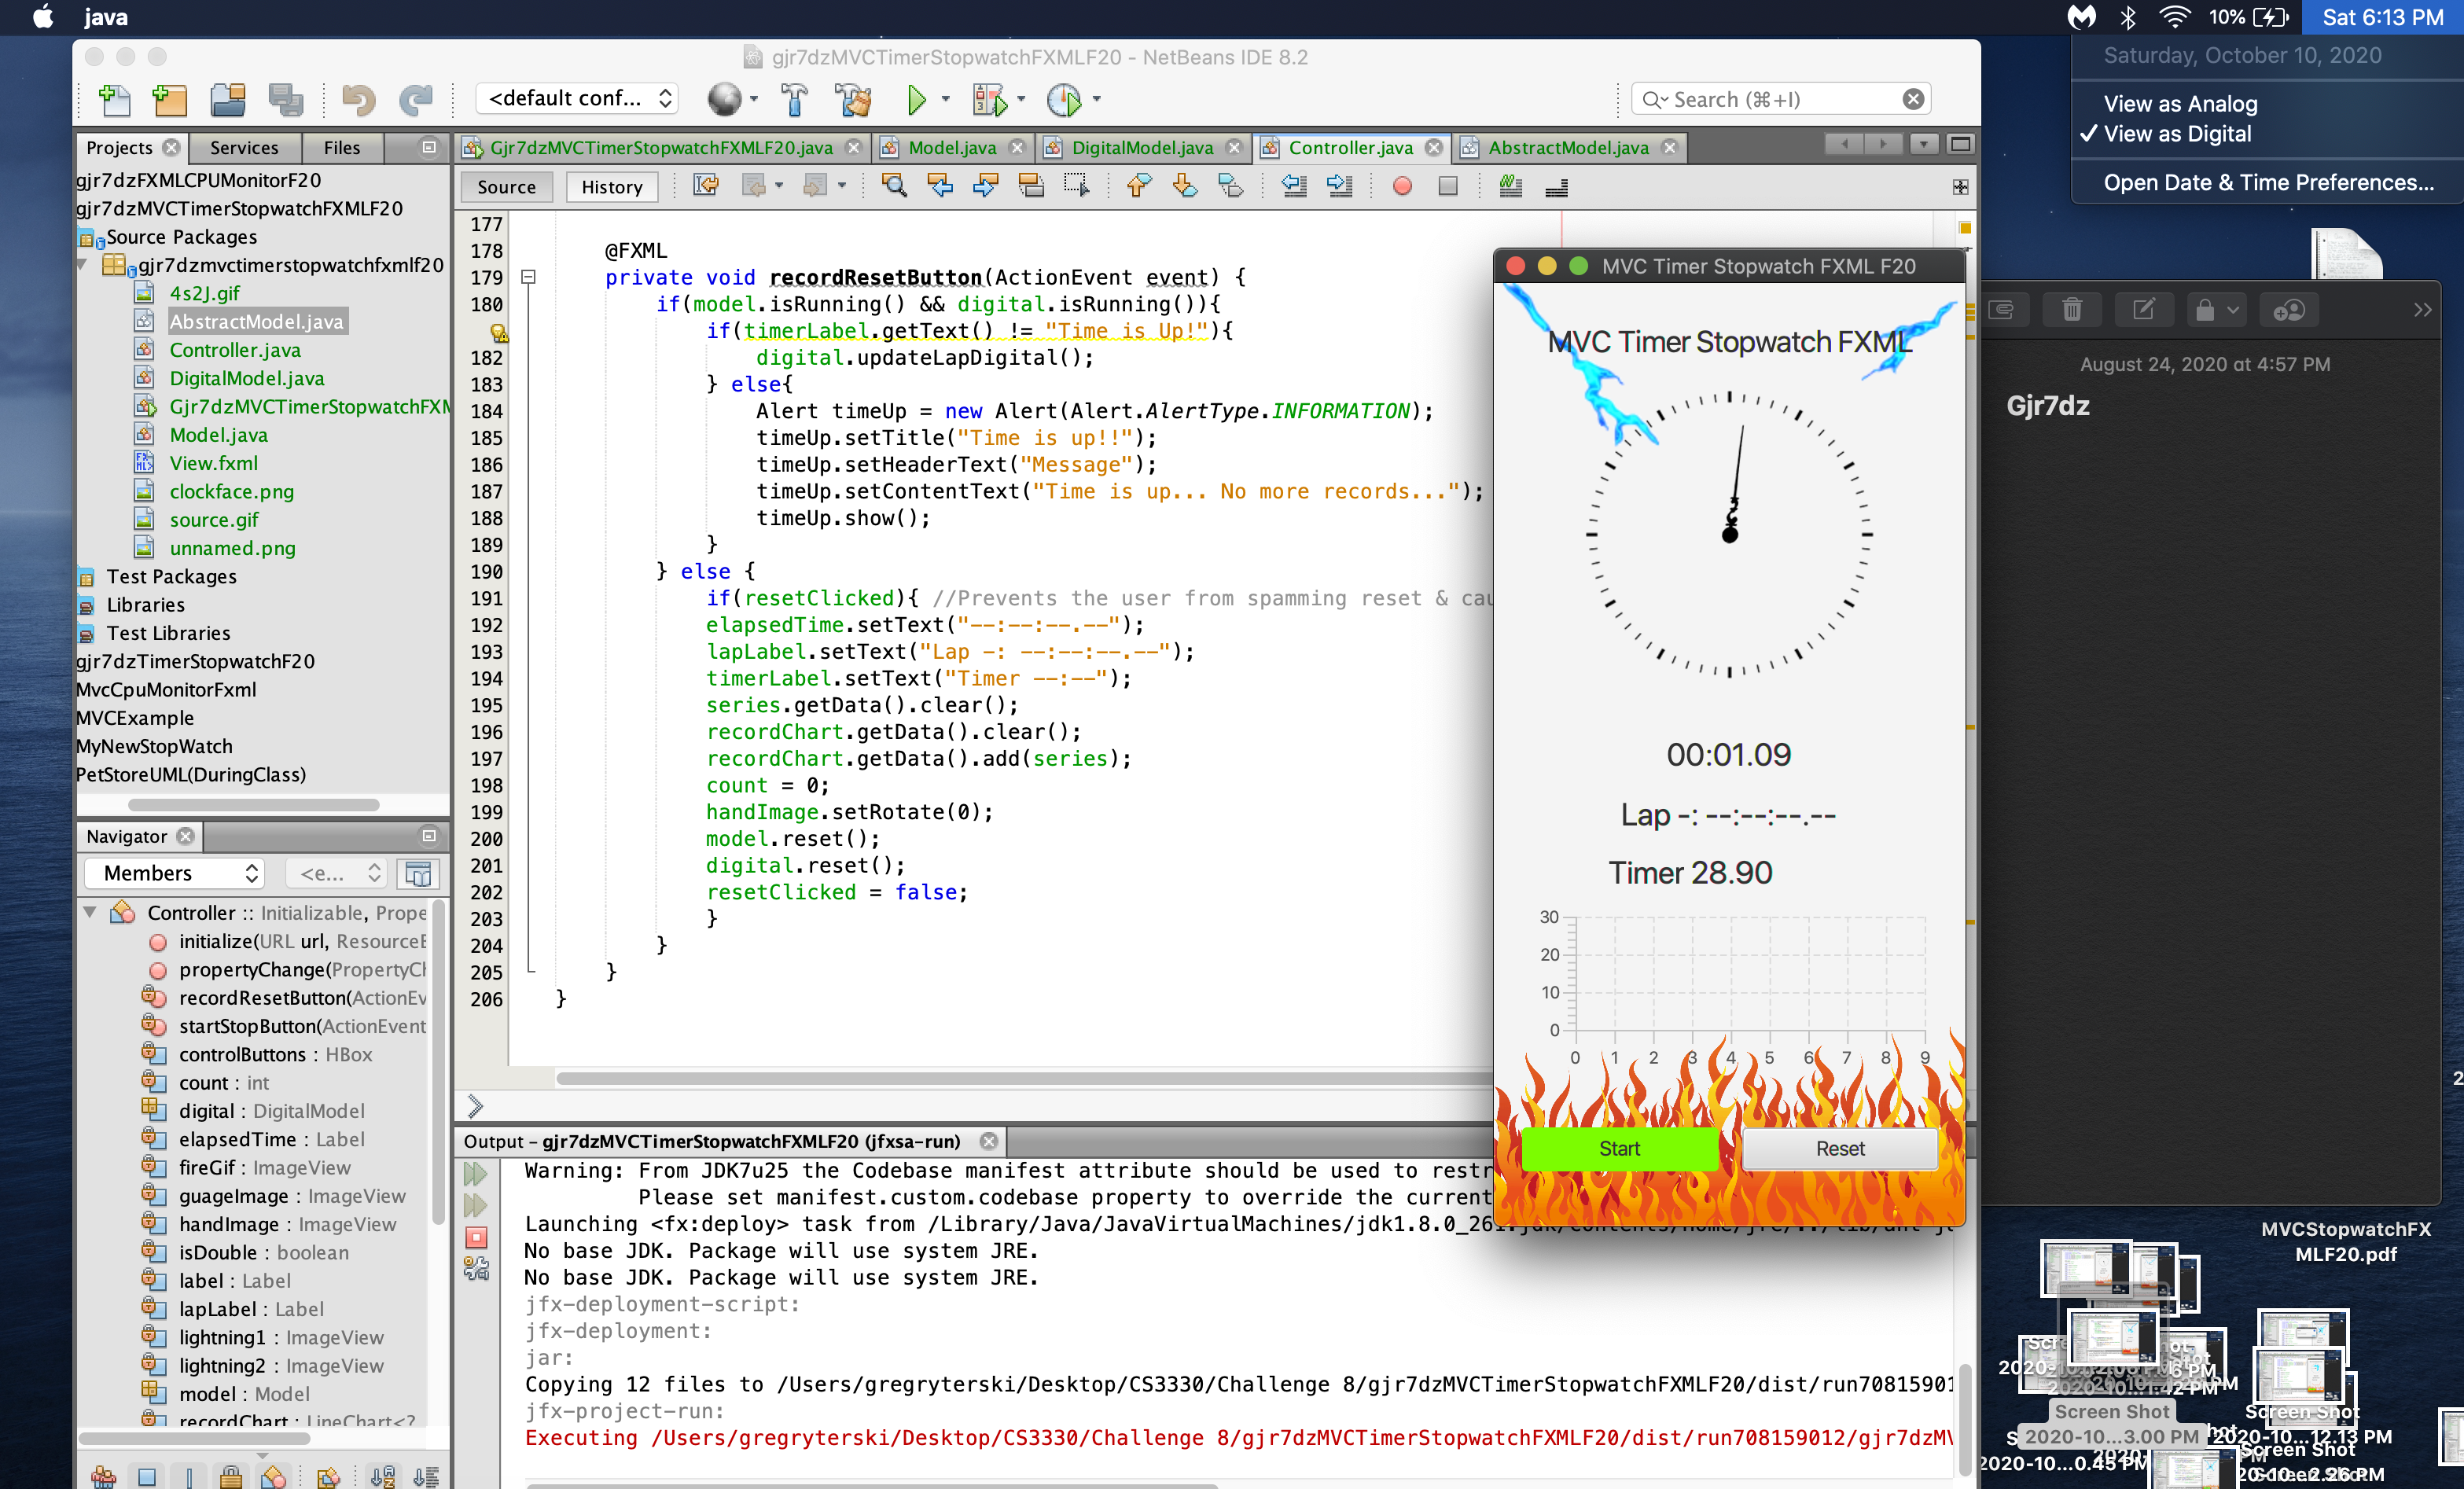 java
10%
Sat 6:13 PM
Saturday, October 10, 2020
View as Analog
✓ View as Digital
Open Date & Time Preferences...
gjr7dzMVCTimerStopwatchFXMLF20 - NetBeans IDE 8.2
<default conf...
Search (⌘+I)
Projects
Services
Files
Gjr7dzMVCTimerStopwatchFXMLF20.java
Model.java
DigitalModel.java
Controller.java
AbstractModel.java
Source
History
gjr7dzFXMLCPUMonitorF20
gjr7dzMVCTimerStopwatchFXMLF20
Source Packages
gjr7dzmvctimerstopwatchfxmlf20
4s2J.gif
AbstractModel.java
Controller.java
DigitalModel.java
Gjr7dzMVCTimerStopwatchFXM
Model.java
View.fxml
clockface.png
source.gif
unnamed.png
Test Packages
Libraries
Test Libraries
gjr7dzTimerStopwatchF20
MvcCpuMonitorFxml
MVCExample
MyNewStopWatch
PetStoreUML(DuringClass)
Navigator
Members
<e...
Controller :: Initializable, Prope
initialize(URL url, ResourceB
propertyChange(PropertyCh
recordResetButton(ActionEv
startStopButton(ActionEvent
controlButtons : HBox
count : int
digital : DigitalModel
elapsedTime : Label
fireGif : ImageView
guageImage : ImageView
handImage : ImageView
isDouble : boolean
label : Label
lapLabel : Label
lightning1 : ImageView
lightning2 : ImageView
model : Model
recordChart : LineChart<?
177
178 @FXML
179 private void recordResetButton(ActionEvent event) {
180 if(model.isRunning() && digital.isRunning()){
if(timerLabel.getText() != "Time is Up!"){
182 digital.updateLapDigital();
183 } else{
184 Alert timeUp = new Alert(Alert.AlertType.INFORMATION);
185 timeUp.setTitle("Time is up!!");
186 timeUp.setHeaderText("Message");
187 timeUp.setContentText("Time is up... No more records...");
188 timeUp.show();
189 }
190 } else {
191 if(resetClicked){ //Prevents the user from spamming reset & cau
192 elapsedTime.setText("--:--:--.--");
193 lapLabel.setText("Lap -: --:--:--.--");
194 timerLabel.setText("Timer --:--");
195 series.getData().clear();
196 recordChart.getData().clear();
197 recordChart.getData().add(series);
198 count = 0;
199 handImage.setRotate(0);
200 model.reset();
201 digital.reset();
202 resetClicked = false;
203 }
204 }
205 }
206 }
Output - gjr7dzMVCTimerStopwatchFXMLF20 (jfxsa-run)
Warning: From JDK7u25 the Codebase manifest attribute should be used to restr
Please set manifest.custom.codebase property to override the current
Launching <fx:deploy> task from /Library/Java/JavaVirtualMachines/jdk1.8.0_261.jdk/Contents/Home/jre/../lib/ant-j
No base JDK. Package will use system JRE.
No base JDK. Package will use system JRE.
jfx-deployment-script:
jfx-deployment:
jar:
Copying 12 files to /Users/gregryterski/Desktop/CS3330/Challenge 8/gjr7dzMVCTimerStopwatchFXMLF20/dist/run70815901
jfx-project-run:
Executing /Users/gregryterski/Desktop/CS3330/Challenge 8/gjr7dzMVCTimerStopwatchFXMLF20/dist/run708159012/gjr7dzMV
MVC Timer Stopwatch FXML F20
MVC Timer Stopwatch FXML
00:01.09
Lap -: --:--:--.--
Timer 28.90
30
20
10
0
0 1 2 3 4 5 6 7 8 9
Start
Reset
August 24, 2020 at 4:57 PM
Gjr7dz
MVCStopwatchFX
MLF20.pdf
Screen Shot
2020-10...3.00 PM
Screen Shot
2020-10...12.13 PM
Screen Shot
2020-10...0.45 PM